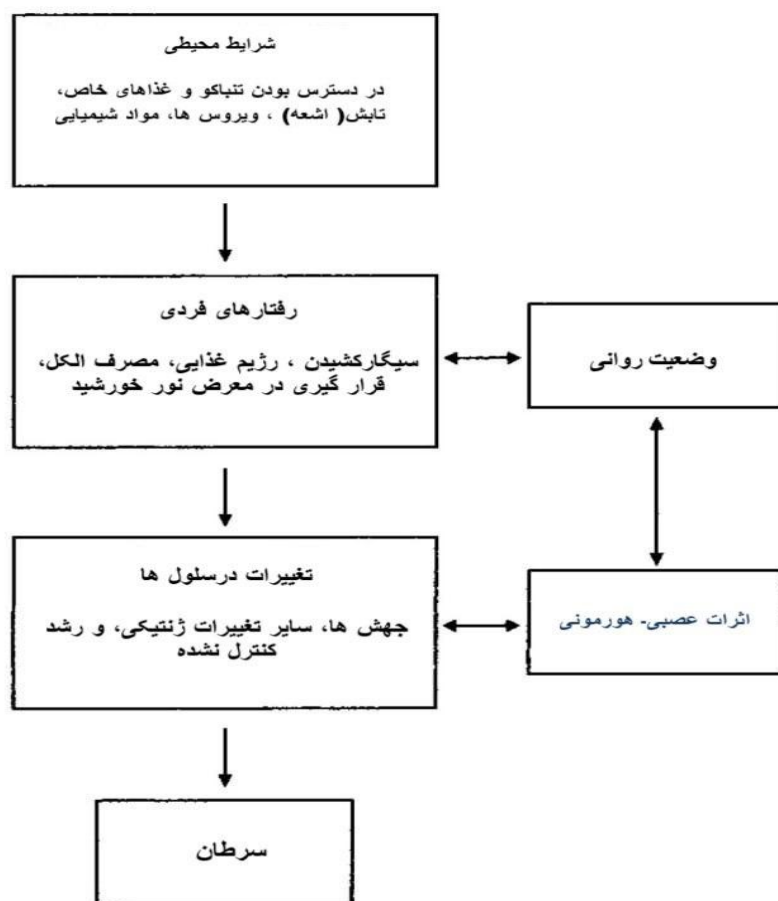 شرایط محیطی
در دسترس بودن تنباکو و غذاهای خاص،
تابش( اشعه) ، ویروس ها، مواد شیمیایی
رفتارهای فردی
سیگارکشیدن ، رژیم غذایی، مصرف الکل،
قرار گیری در معرض نور خورشید
وضعیت روانی
تغییرات درسلول ها
جهش ها، سایر تغییرات ژنتیکی، و رشد
کنترل نشده
اثرات عصبی- هورمونی
سرطان